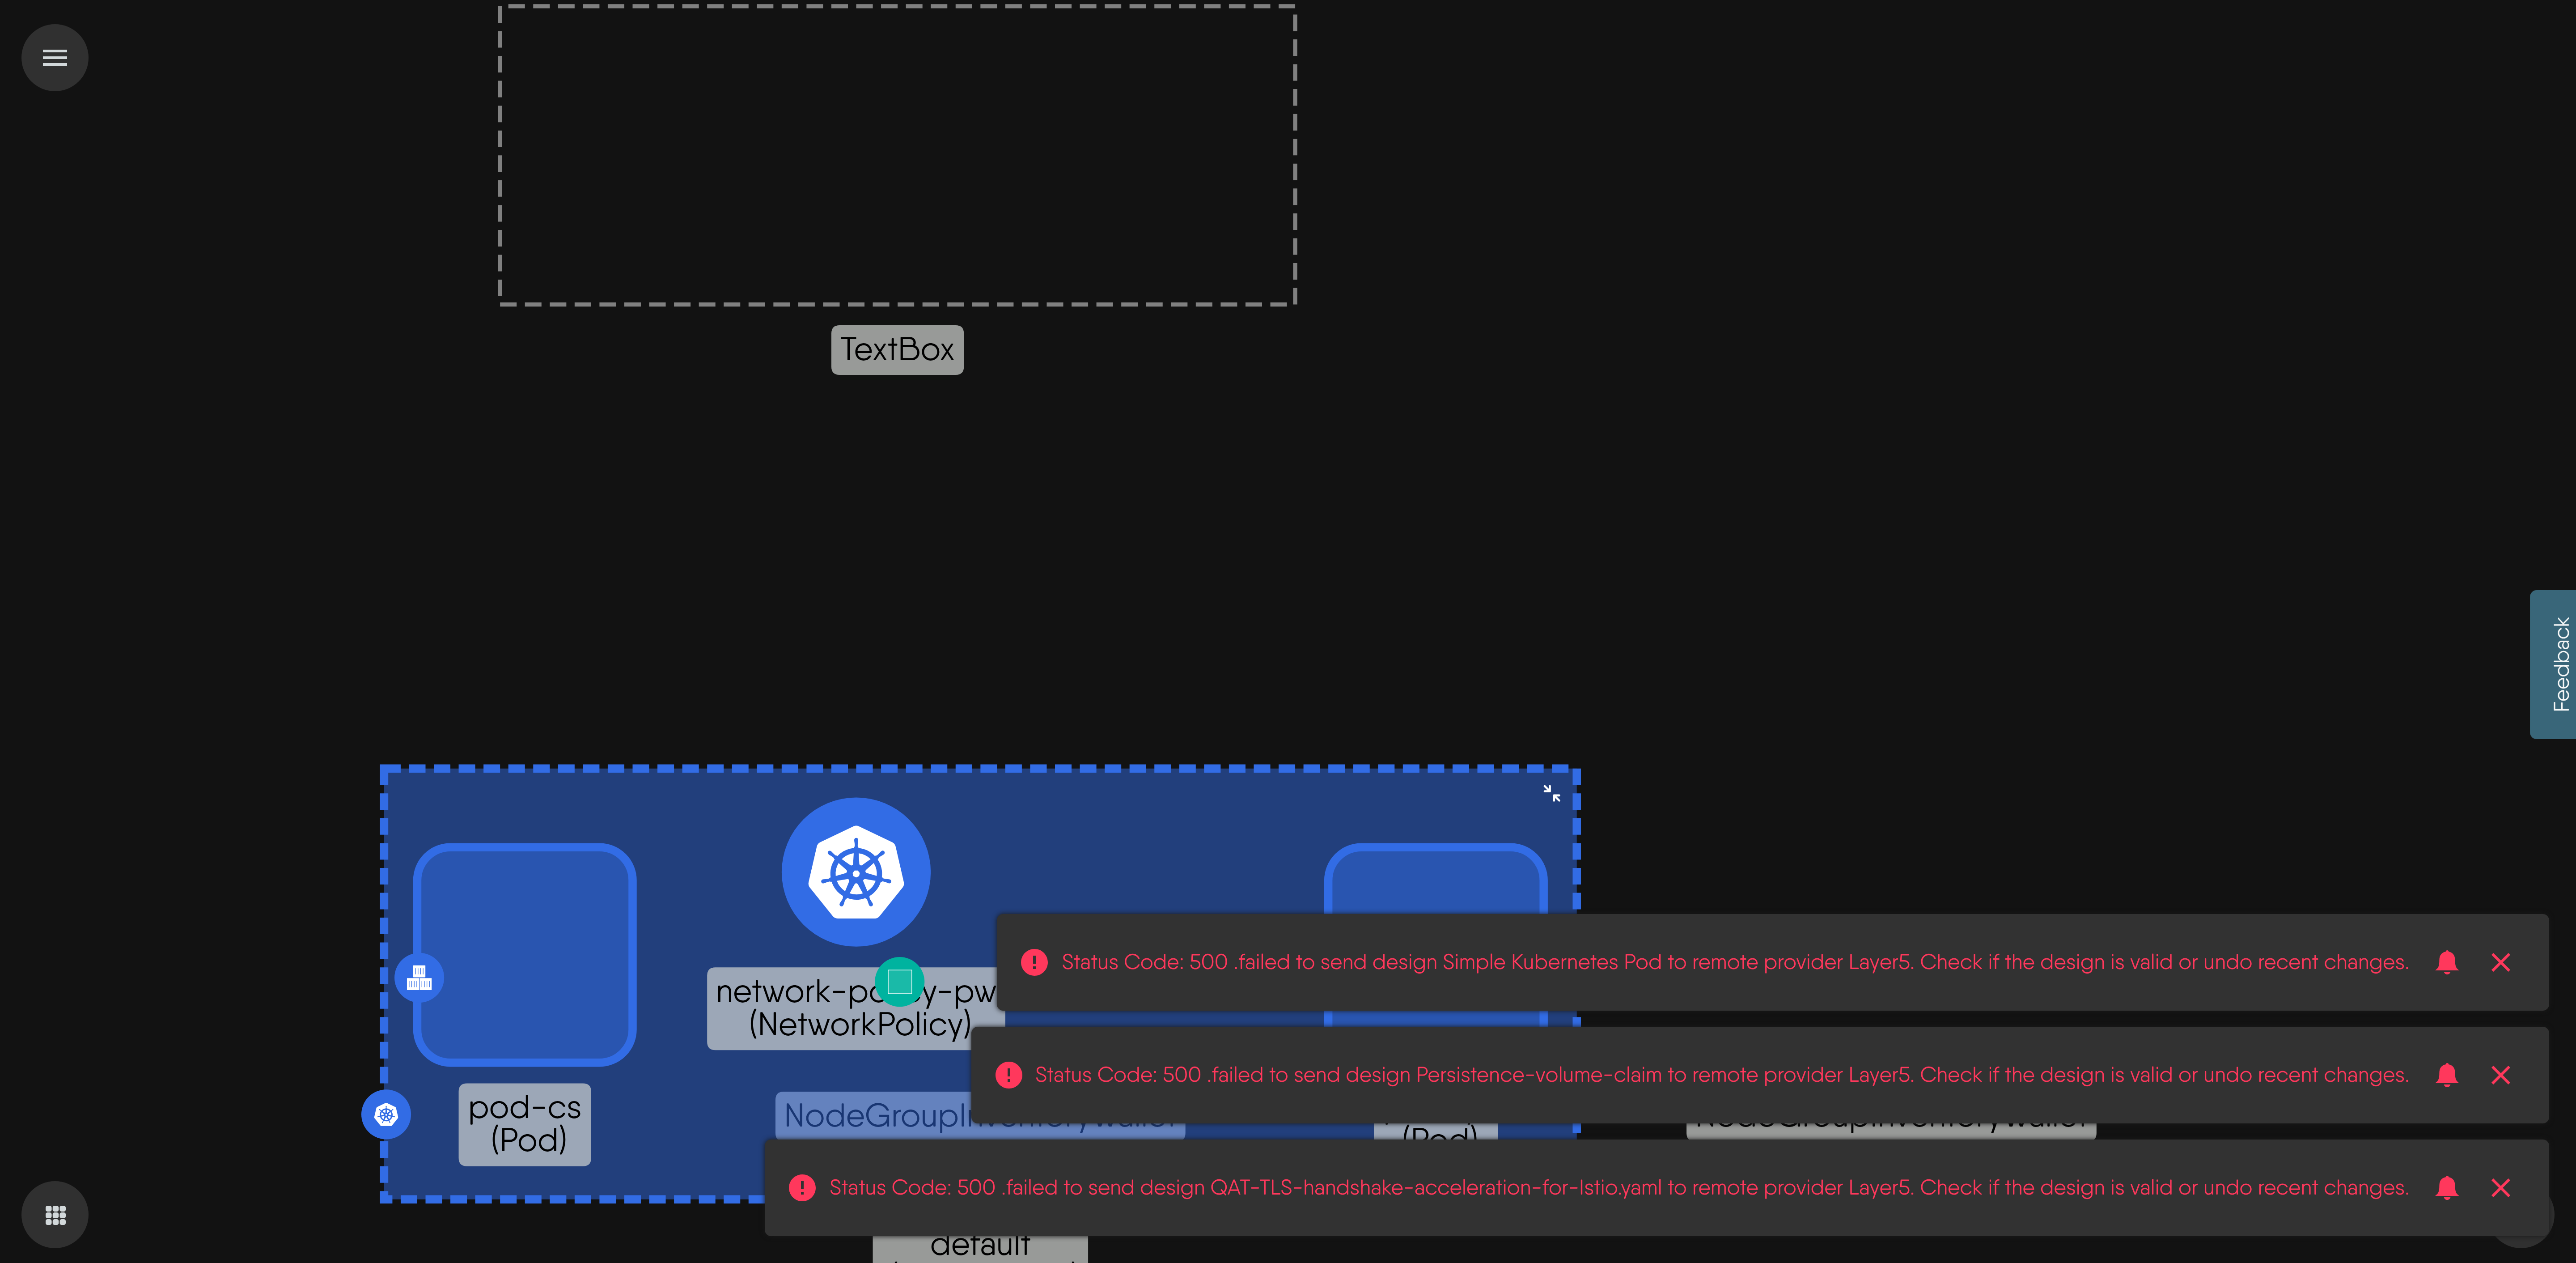 TextBox
Feedback
network-po y-pw
(NetworkPolicy)
Status Code: 500 .failed to send design Simple Kubernetes Pod to remote provider Layer5. Check if the design is valid or undo recent changes.
Status Code: 500 .failed to send design Persistence-volume-claim to remote provider Layer5. Check if the design is valid or undo recent changes.
pod-cs
(Pod)
NodeGroupInventoryWaiter
(Pod)
NodeGroupInventoryWaiter
Status Code: 500 .failed to send design QAT-TLS-handshake-acceleration-for-Istio.yaml to remote provider Layer5. Check if the design is valid or undo recent changes.
default